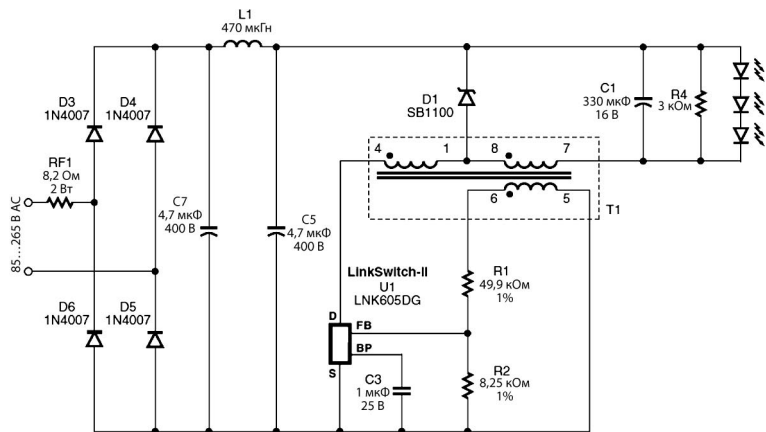 L1
470 мкГн
D3
1N4007
D4
1N4007
D1
SB1100
C1
330 мкФ
16 В
R4
3 кОм
RF1
8,2 Ом
2 Вт
4
1
8
7
6
5
T1
85...265 В AC
C7
4,7 мкФ
400 В
C5
4,7 мкФ
400 В
LinkSwitch-II
U1
LNK605DG
R1
49,9 кОм
1%
D6
1N4007
D5
1N4007
D
FB
BP
S
C3
1 мкФ
25 В
R2
8,25 кОм
1%